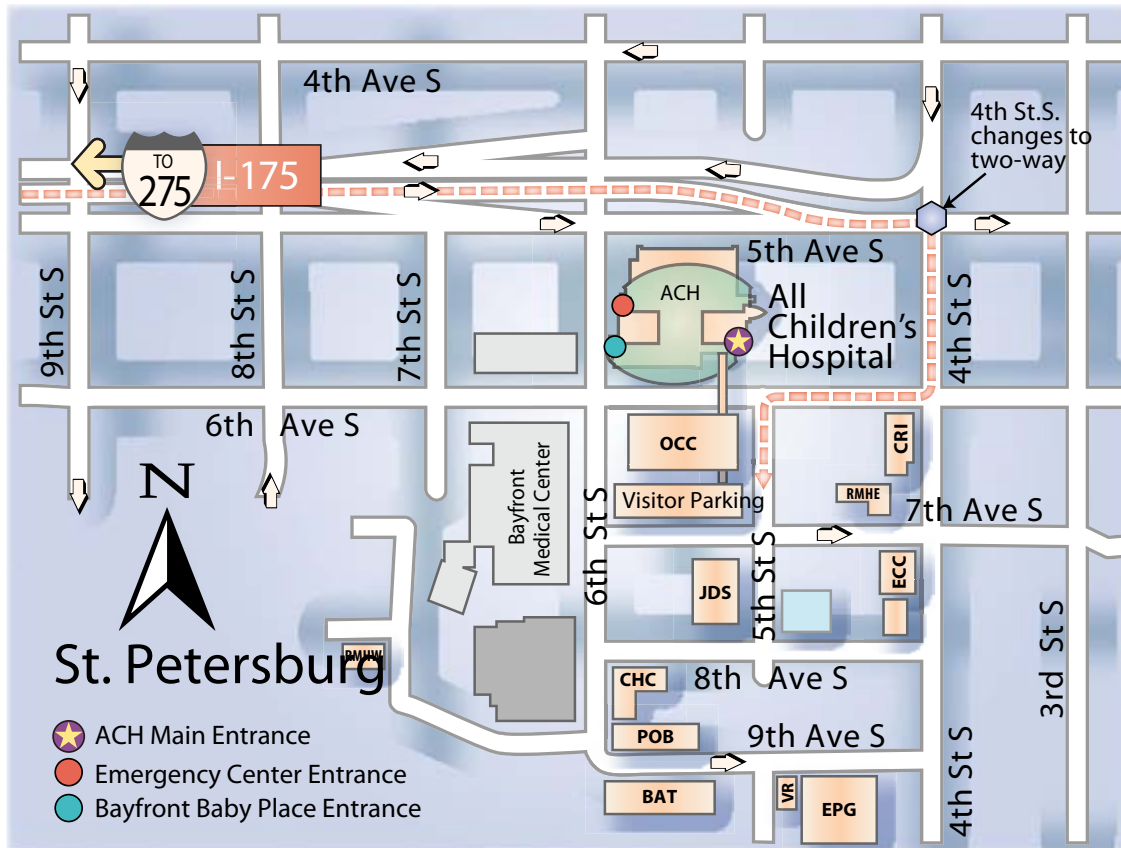 4th Ave S
4th St.S.
changes to
two-way
TO
275
I-175
5th Ave S
ACH
All
Children's
Hospital
9th St S
8th St S
7th St S
4th St S
6th Ave S
N
OCC
CRI
Visitor Parking
RMHE
7th Ave S
Bayfront
Medical Center
6th St S
5th St S
JDS
ECC
3rd St S
St. Petersburg
RMHW
CHC
8th Ave S
POB
9th Ave S
ACH Main Entrance
Emergency Center Entrance
Bayfront Baby Place Entrance
BAT
VR
EPG
4th St S